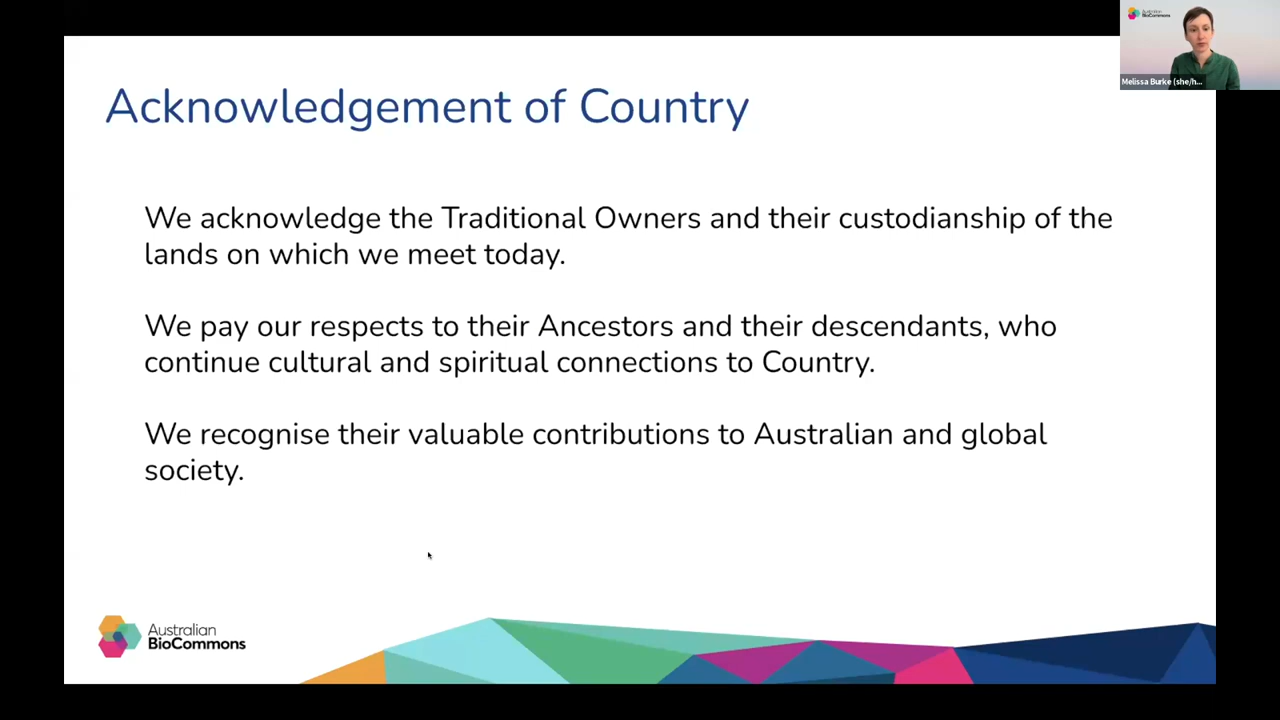 Australian
BioCommons
Melissa Burke (she/h...
Acknowledgement of Country
We acknowledge the Traditional Owners and their custodianship of the
lands on which we meet today.
We pay our respects to their Ancestors and their descendants, who
continue cultural and spiritual connections to Country.
We recognise their valuable contributions to Australian and global
society.
Australian
BioCommons